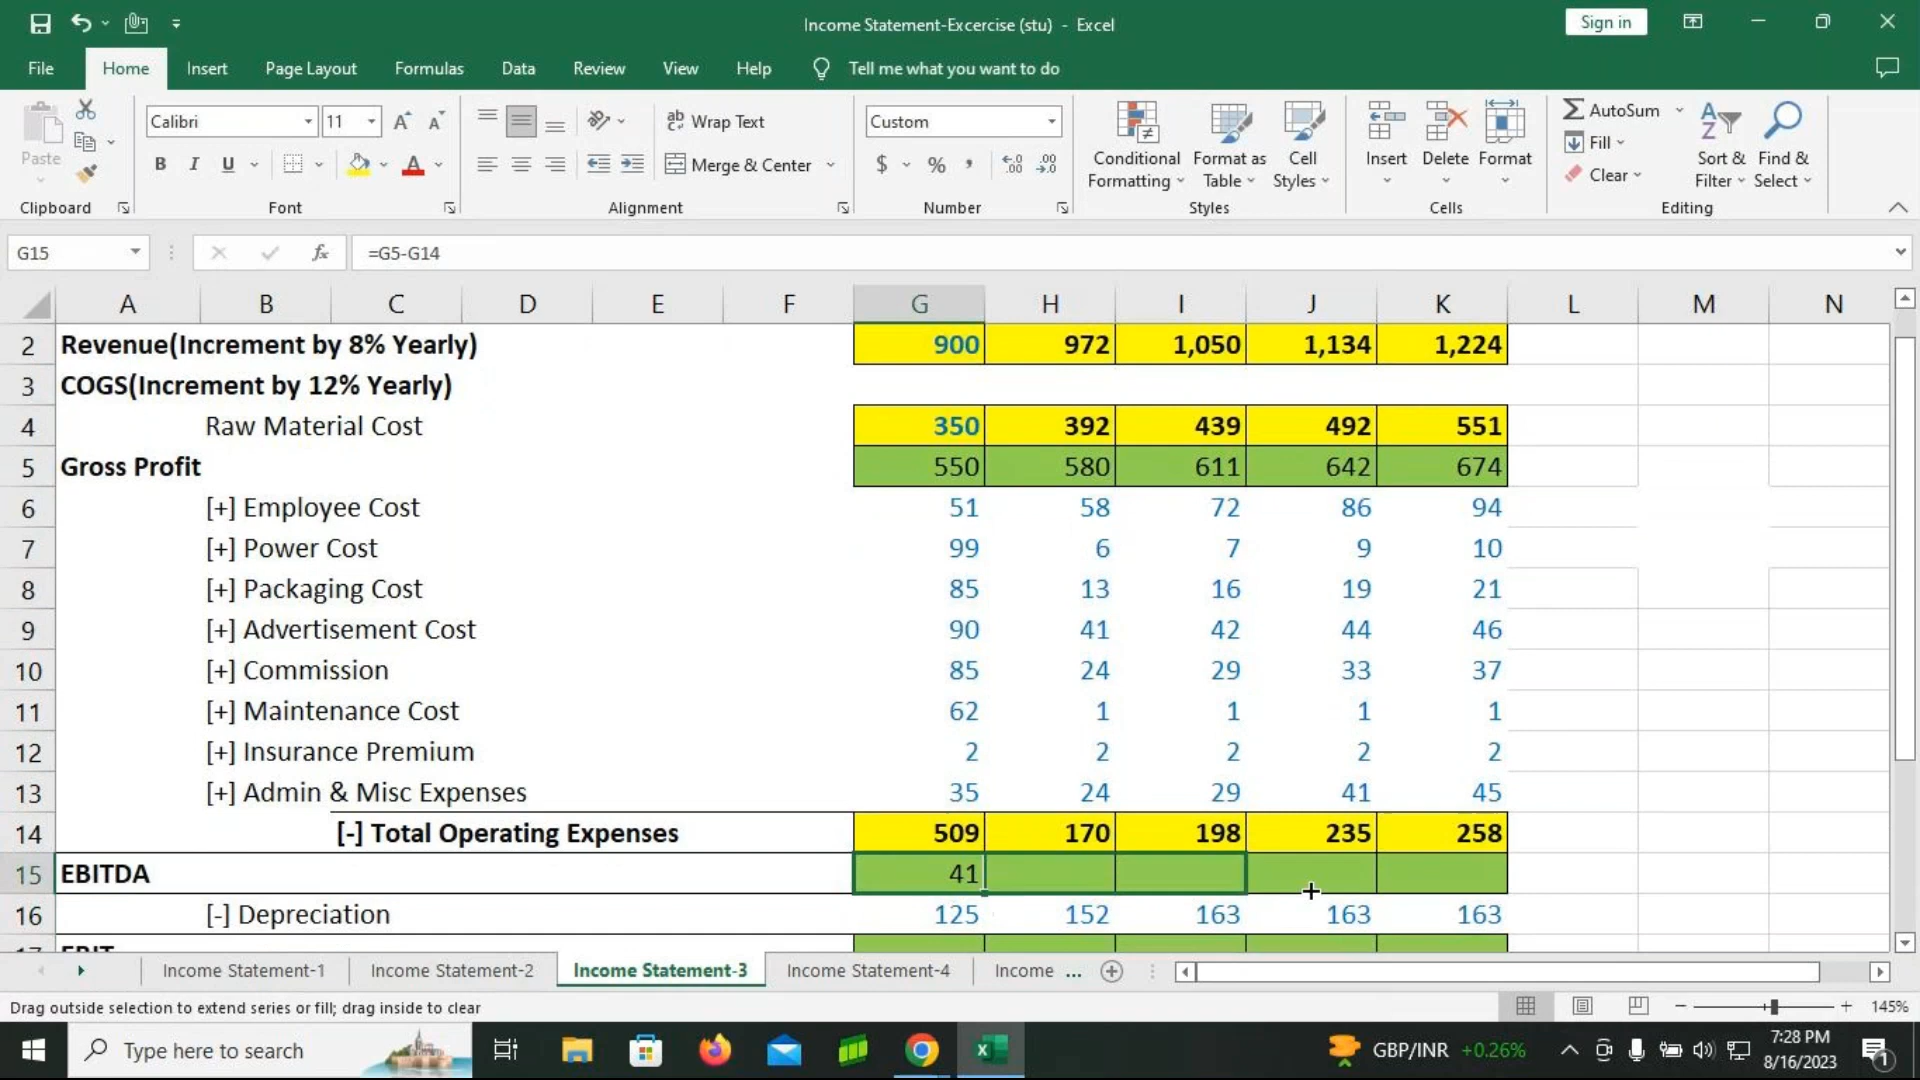 Income Statement-Excercise (stu) - Excel
Sign in
File Home Insert Page Layout Formulas Data Review View Help Tell me what you want to do
Paste
Calibri 11
B I U
Wrap Text
Merge & Center
Custom
$ % ,
Conditional Formatting
Format as Table
Cell Styles
Insert Delete Format
AutoSum
Fill
Clear
Sort & Filter
Find & Select
Clipboard Font Alignment Number Styles Cells Editing
G15 fx =G5-G14
A B C D E F G H I J K L M N
2 Revenue(Increment by 8% Yearly) 900 972 1,050 1,134 1,224
3 COGS(Increment by 12% Yearly)
4 Raw Material Cost 350 392 439 492 551
5 Gross Profit 550 580 611 642 674
6 [+] Employee Cost 51 58 72 86 94
7 [+] Power Cost 99 6 7 9 10
8 [+] Packaging Cost 85 13 16 19 21
9 [+] Advertisement Cost 90 41 42 44 46
10 [+] Commission 85 24 29 33 37
11 [+] Maintenance Cost 62 1 1 1 1
12 [+] Insurance Premium 2 2 2 2 2
13 [+] Admin & Misc Expenses 35 24 29 41 45
14 [-] Total Operating Expenses 509 170 198 235 258
15 EBITDA 41
16 [-] Depreciation 125 152 163 163 163
17 EBIT
Income Statement-1 Income Statement-2 Income Statement-3 Income Statement-4 Income ...
Drag outside selection to extend series or fill; drag inside to clear
145%
Type here to search
GBP/INR +0.26%
7:28 PM
8/16/2023
1